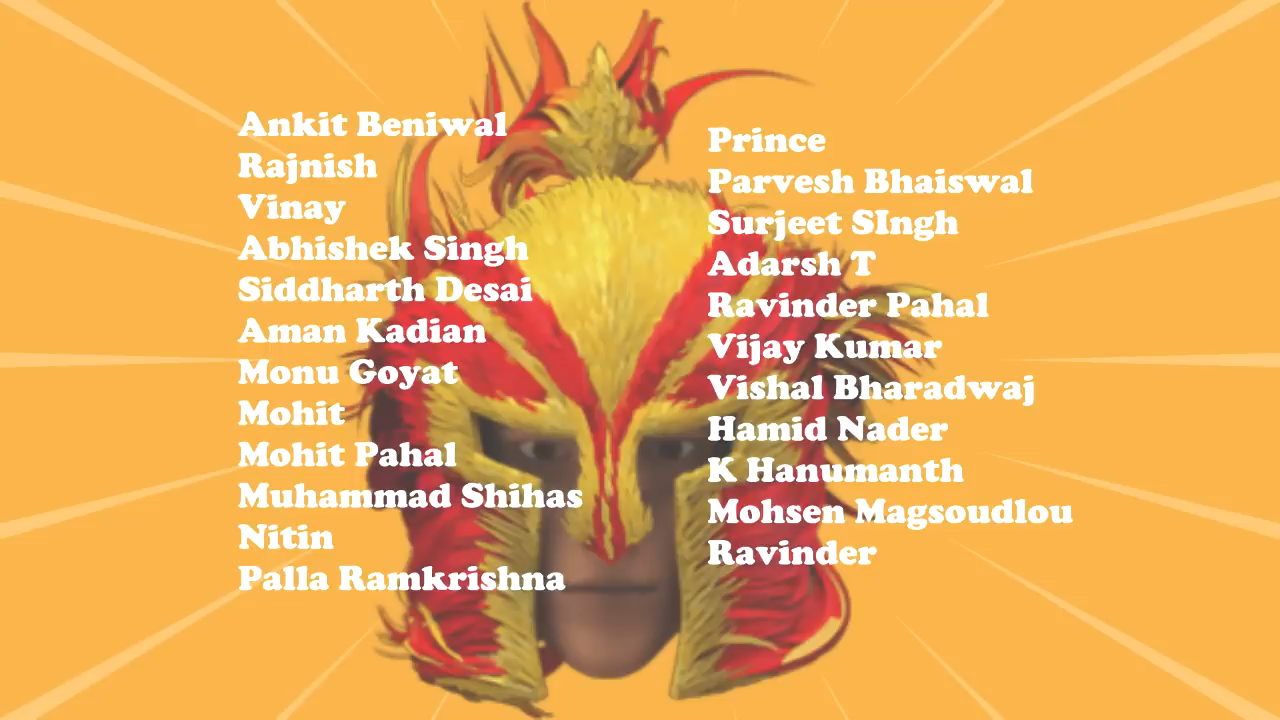 Ankit Beniwal
Rajnish
Vinay
Abhishek Singh
Siddharth Desai
Aman Kadian
Monu Goyat
Mohit
Mohit Pahal
Muhammad Shihas
Nitin
Palla Ramkrishna
Prince
Parvesh Bhaiswal
Surjeet SIngh
Adarsh T
Ravinder Pahal
Vijay Kumar
Vishal Bharadwaj
Hamid Nader
K Hanumanth
Mohsen Magsoudlou
Ravinder